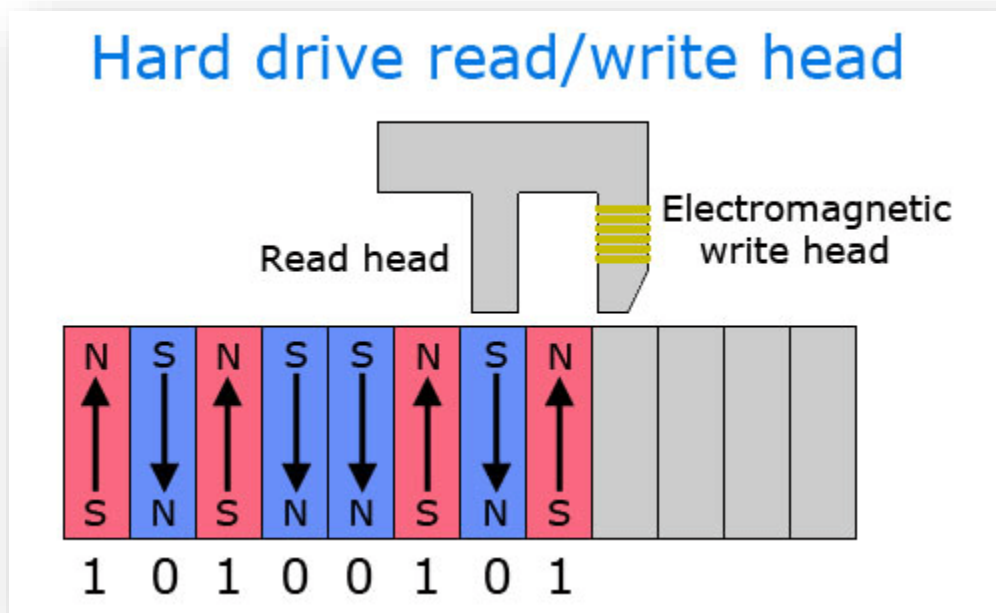 Hard drive read/write head
Electromagnetic
write head
Read head
N S N S S N S N
S N S N N S N S
1 0 1 0 0 1 0 1